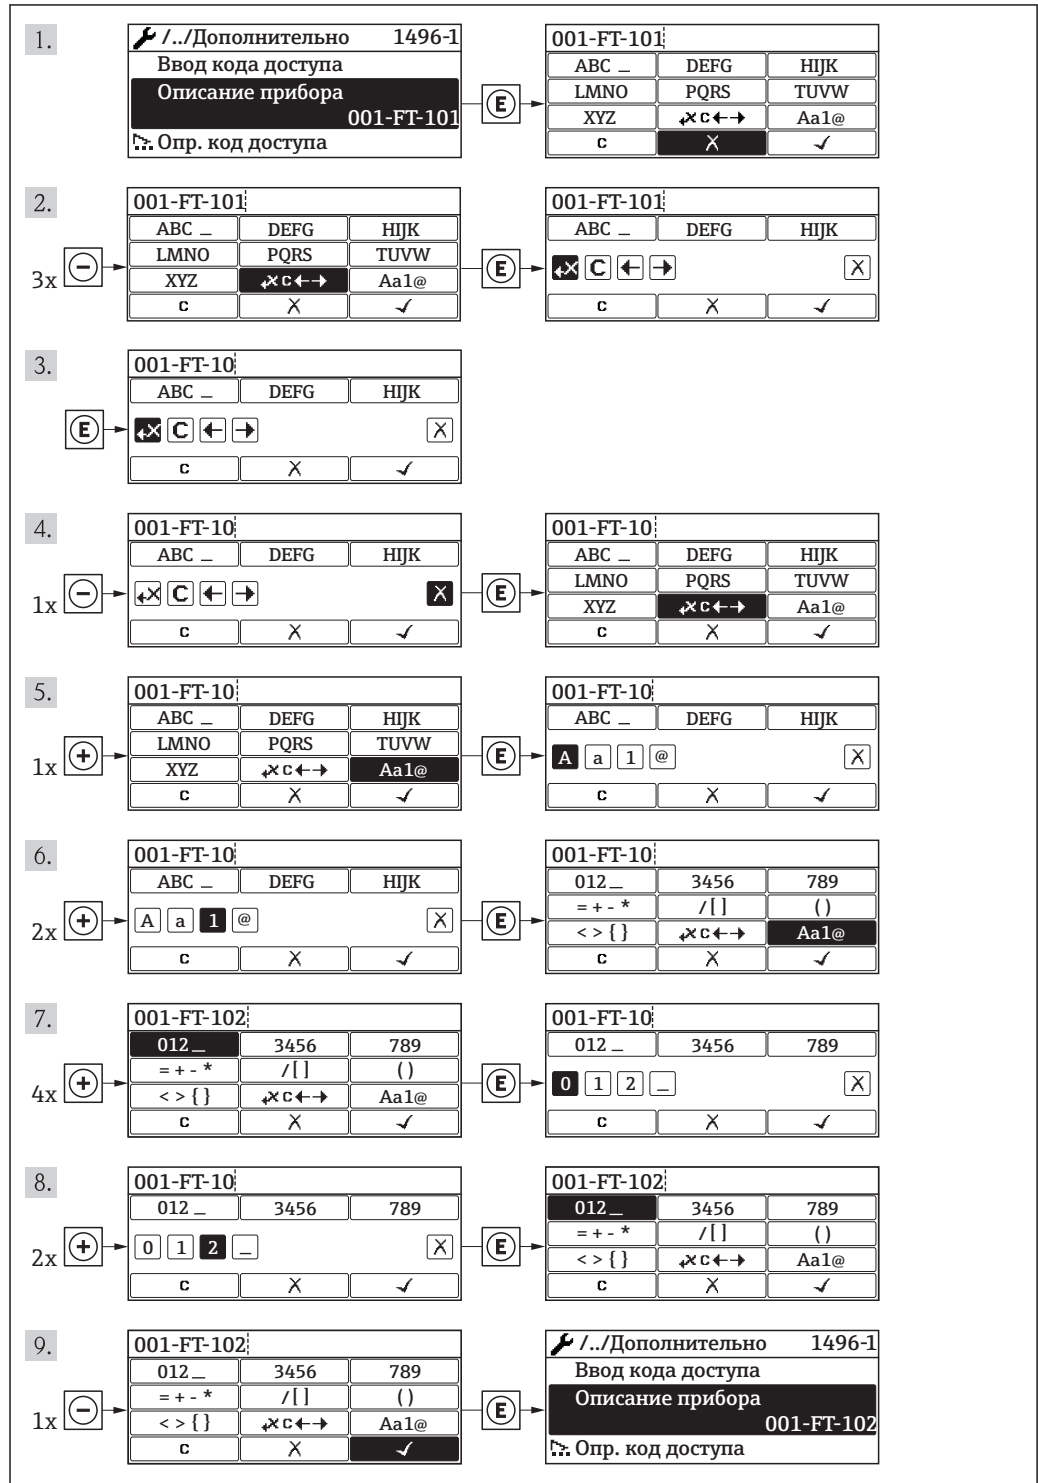 1.
/../Дополнительно 1496-1
Ввод кода доступа
Описание прибора
001-FT-101
Опр. код доступа
E
001-FT-101
ABC _ DEFG HIJK
LMNO PQRS TUVW
XYZ C Aa1@
C X ✓
2.
3x
001-FT-101
ABC _ DEFG HIJK
LMNO PQRS TUVW
XYZ C Aa1@
C X ✓
E
001-FT-101
ABC _ DEFG HIJK
C X
C X ✓
3.
E
001-FT-10
ABC _ DEFG HIJK
C X
C X ✓
4.
1x
001-FT-10
ABC _ DEFG HIJK
C X
C X ✓
E
001-FT-10
ABC _ DEFG HIJK
LMNO PQRS TUVW
XYZ C Aa1@
C X ✓
5.
1x
001-FT-10
ABC _ DEFG HIJK
LMNO PQRS TUVW
XYZ C Aa1@
C X ✓
E
001-FT-10
ABC _ DEFG HIJK
A a 1 @ X
C X ✓
6.
2x
001-FT-10
ABC _ DEFG HIJK
A a 1 @ X
C X ✓
E
001-FT-10
012 _ 3456 789
= + - * / [ ] ( )
< > { } C Aa1@
C X ✓
7.
4x
001-FT-102
012 _ 3456 789
= + - * / [ ] ( )
< > { } C Aa1@
C X ✓
E
001-FT-10
012 _ 3456 789
0 1 2 _ X
C X ✓
8.
2x
001-FT-10
012 _ 3456 789
0 1 2 _ X
C X ✓
E
001-FT-102
012 _ 3456 789
= + - * / [ ] ( )
< > { } C Aa1@
C X ✓
9.
1x
001-FT-102
012 _ 3456 789
= + - * / [ ] ( )
< > { } C Aa1@
C X ✓
E
/../Дополнительно 1496-1
Ввод кода доступа
Описание прибора
001-FT-102
Опр. код доступа